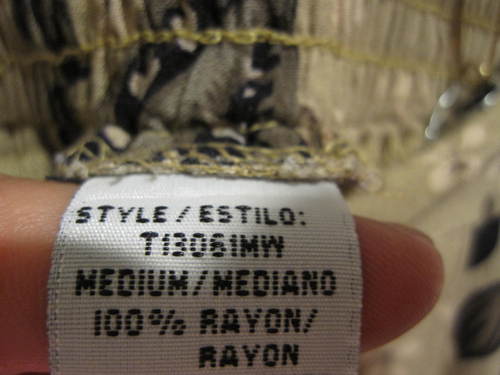 STYLE/ESTILO:
T13061MW
MEDIUM/MEDIANO
100% RAYON/
RAYON